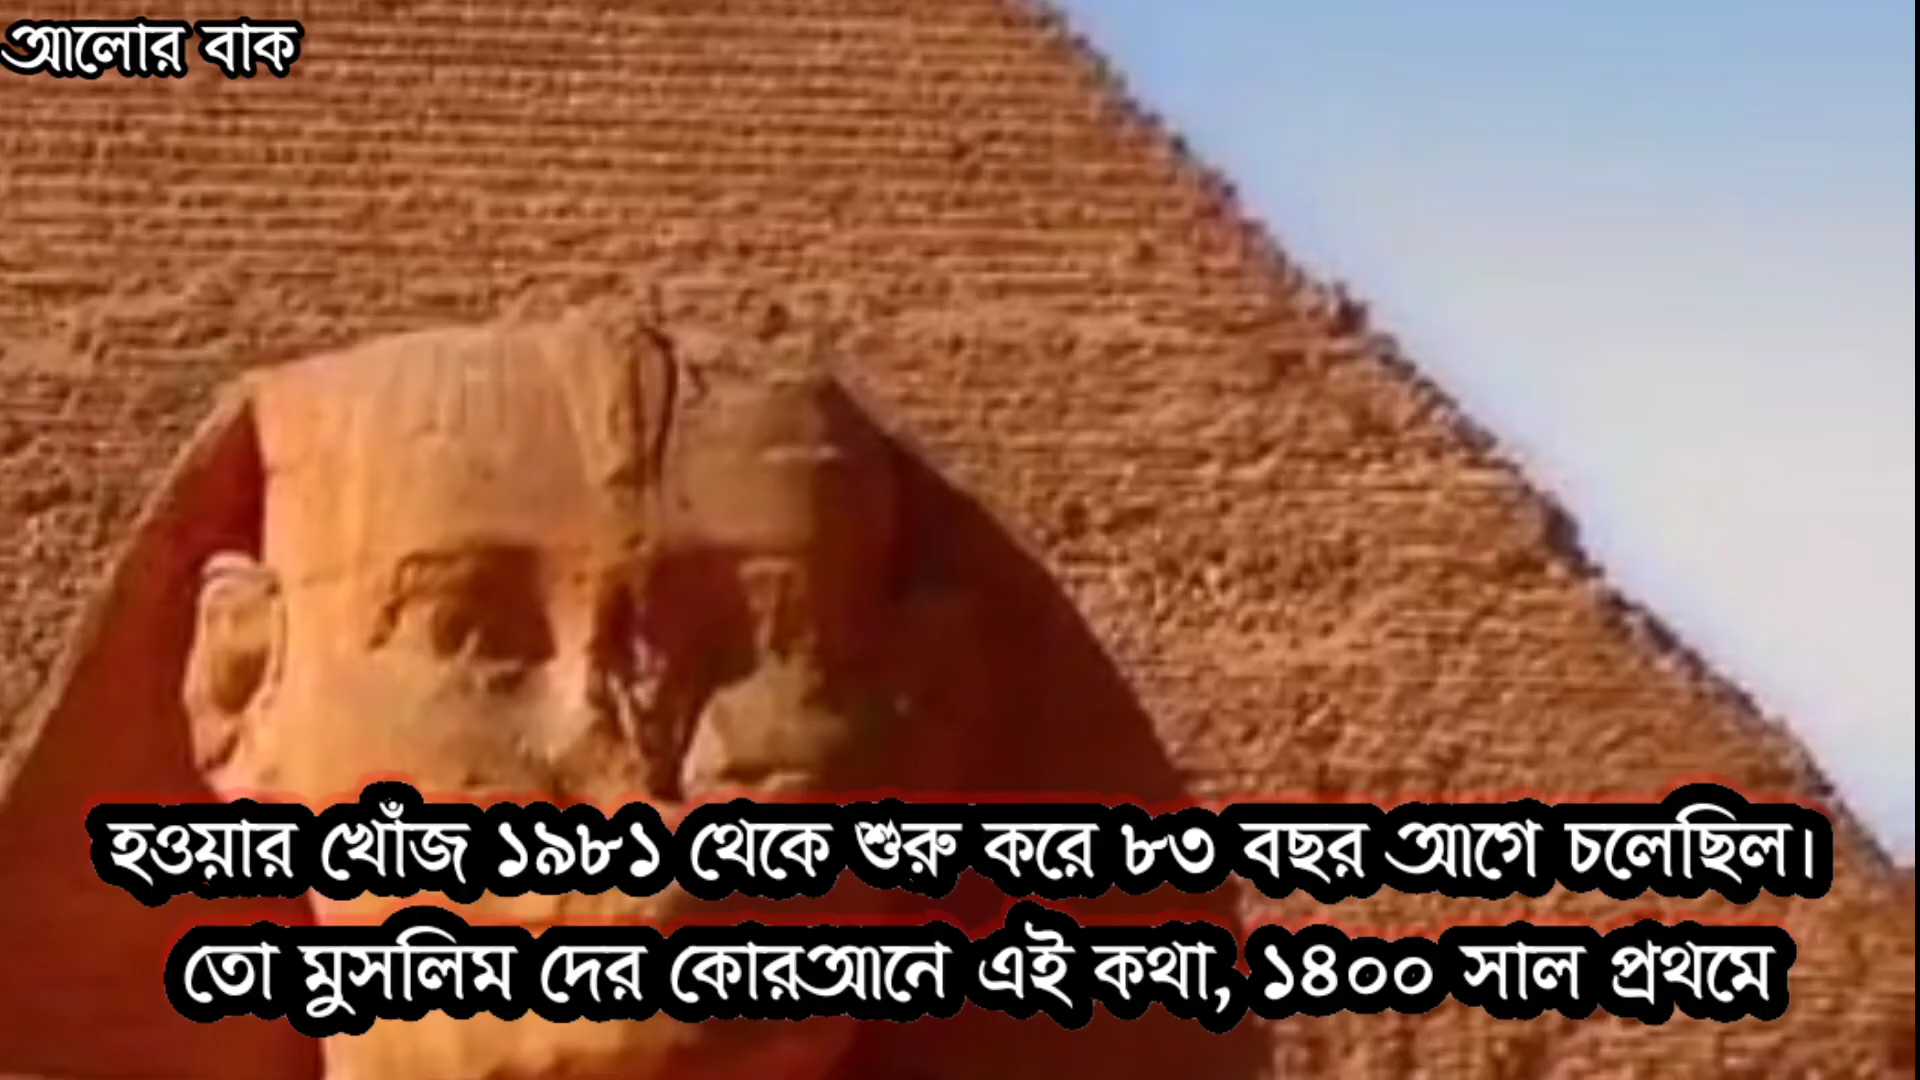 আলোর বাক
হওয়ার খোঁজ ১৯৮১ থেকে শুরু করে ৮৩ বছর আগে চলেছিল।
তো মুসলিম দের কোরআনে এই কথা, ১৪০০ সাল প্রথমে